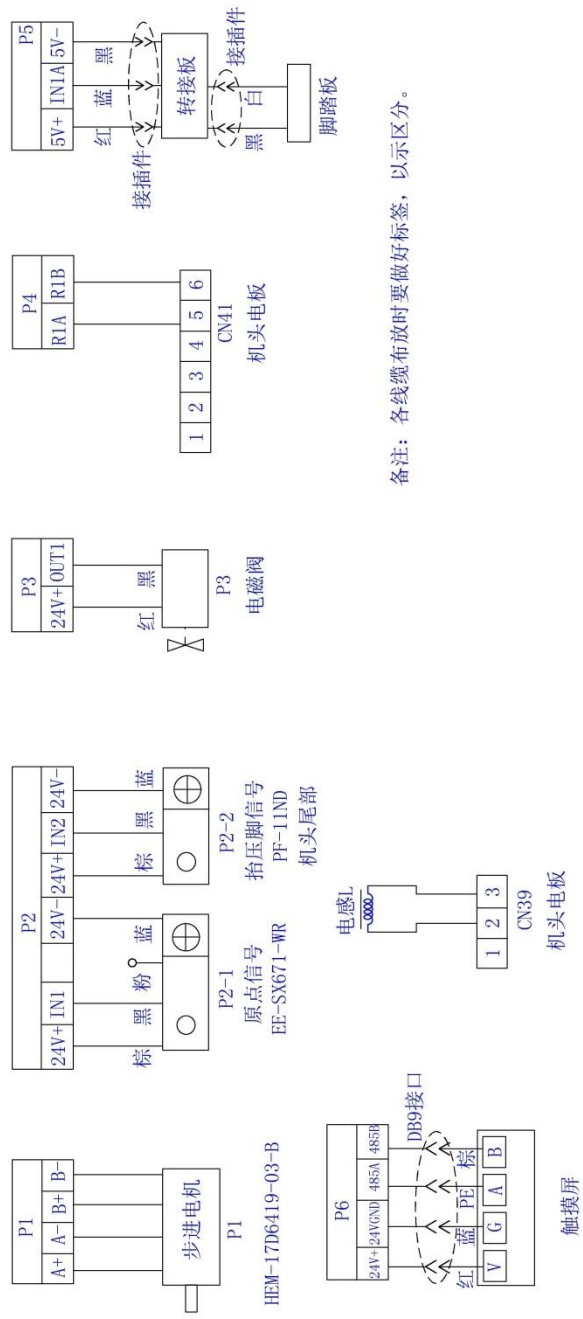 P1
A+ A- B+ B-
步进电机
P1
HEM-17D6419-03-B
P2
24V+ IN1 24V- 24V+ IN2 24V-
棕 黑 粉 蓝 棕 黑 蓝
P2-1
原点信号
EE-SX671-WR
P2-2
抬压脚信号
PF-11ND
机头尾部
P3
24V+ OUT1
红 黑
P3
电磁阀
P4
R1A R1B
1 2 3 4 5 6
CN41
机头电板
P5
5V+ IN1A 5V-
红 蓝 黑
接插件
转接板
接插件
黑 白
脚踏板
P6
24V+ 24VGND 485A 485B
DB9接口
红 蓝 PE 棕
V G A B
触摸屏
电感L
1 2 3
CN39
机头电板
备注：各线缆布放时要做好标签，以示区分。